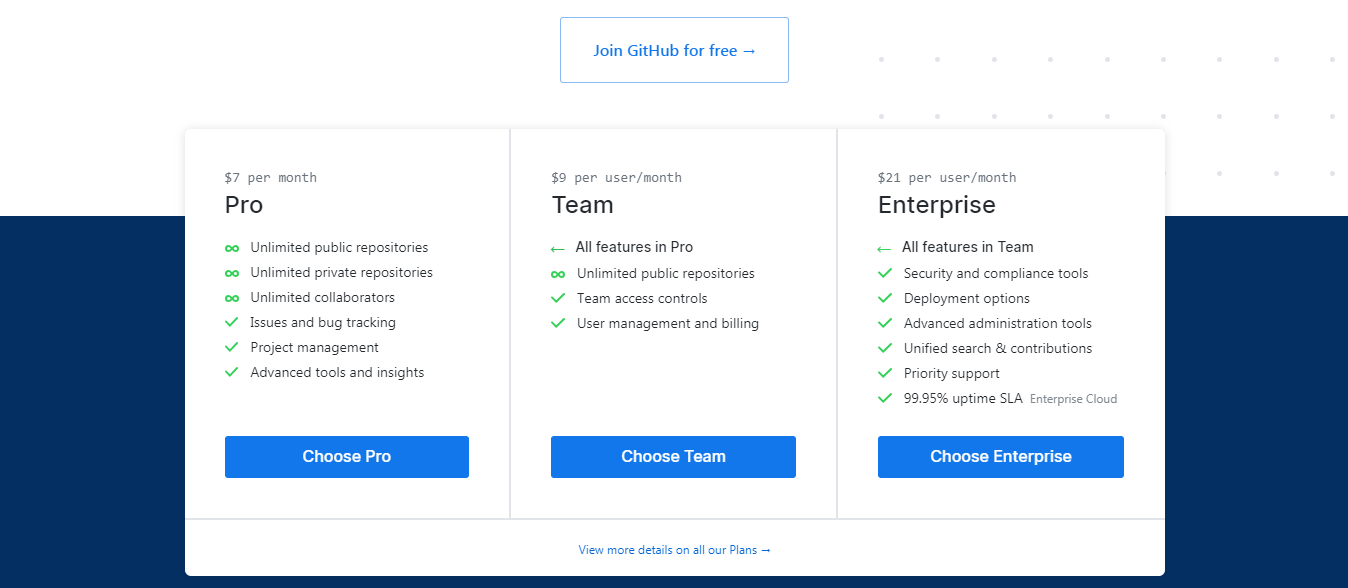 Join GitHub for free →
$7 per month
Pro
∞ Unlimited public repositories
∞ Unlimited private repositories
∞ Unlimited collaborators
✓ Issues and bug tracking
✓ Project management
✓ Advanced tools and insights
Choose Pro
$9 per user/month
Team
← All features in Pro
∞ Unlimited public repositories
✓ Team access controls
✓ User management and billing
Choose Team
$21 per user/month
Enterprise
← All features in Team
✓ Security and compliance tools
✓ Deployment options
✓ Advanced administration tools
✓ Unified search & contributions
✓ Priority support
✓ 99.95% uptime SLA Enterprise Cloud
Choose Enterprise
View more details on all our Plans →